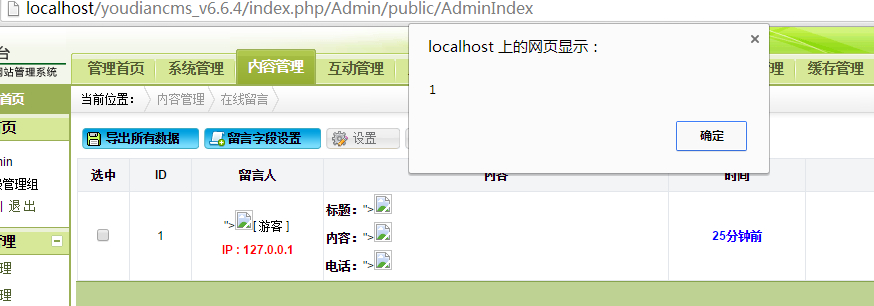 localhost/youdiancms_v6.6.4/index.php/Admin/public/AdminIndex
localhost 上的网页显示：
×
1
确定
台
网站管理系统
管理首页 系统管理 内容管理 互动管理 理 缓存管理
首页
当前位置： 内容管理 在线留言
页
导出所有数据 留言字段设置 设置
min
管理组
| 退 出
选中 ID 留言人 内容 时间
1 ">[ 游客 ] 标题："> 25分钟前
IP : 127.0.0.1 内容：">
电话：">
管理
理
理